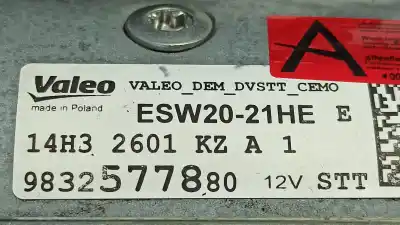 Valeo VALEO_DEM_DVSTT_CEMO
made in Poland
ESW20-21HE E
14H3 2601 KZ A 1
9832577880 12V STT
A